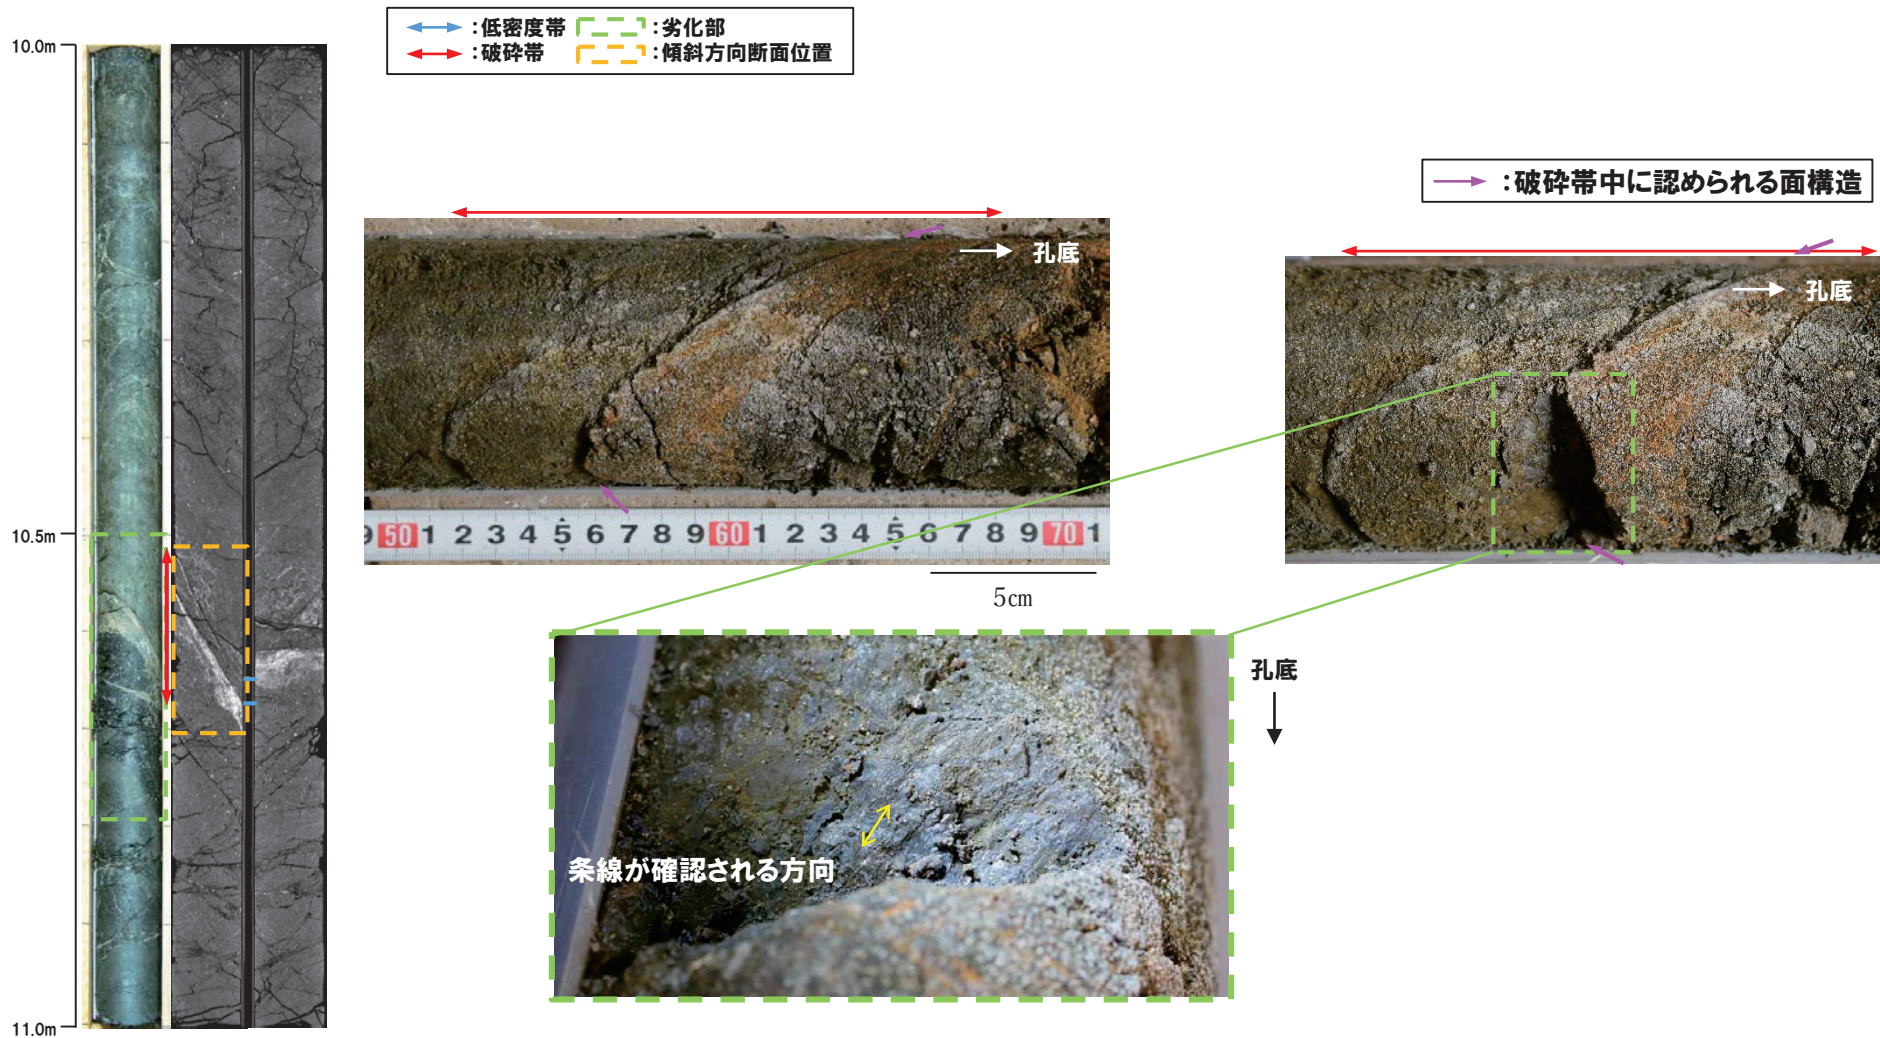 :低密度帯
:劣化部
:破砕帯
:傾斜方向断面位置
10.0m
10.5m
11.0m
:破砕帯中に認められる面構造
孔底
孔底
9 50 1 2 3 4 5 6 7 8 9 60 1 2 3 4 5 6 7 8 9 70 1
5cm
孔底
条線が確認される方向